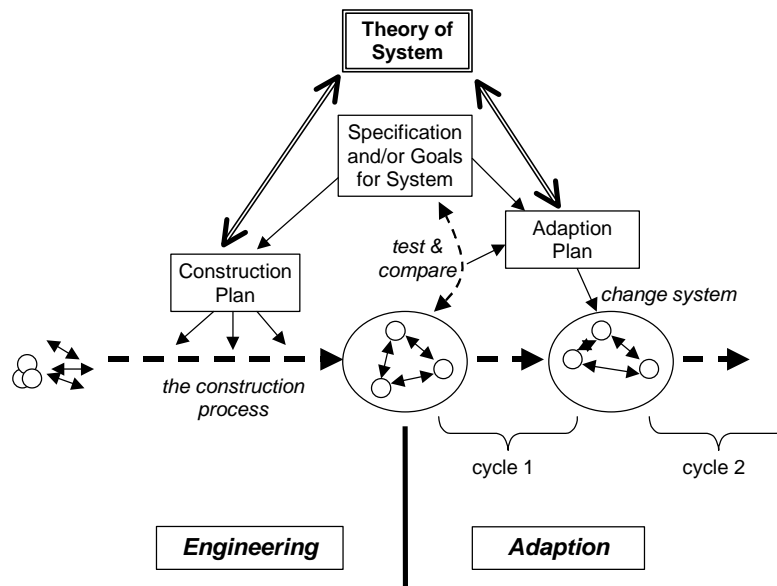 Theory of
System
Specification
and/or Goals
for System
test &
compare
Adaption
Plan
Construction
Plan
change system
the construction
process
cycle 1
cycle 2
Engineering
Adaption